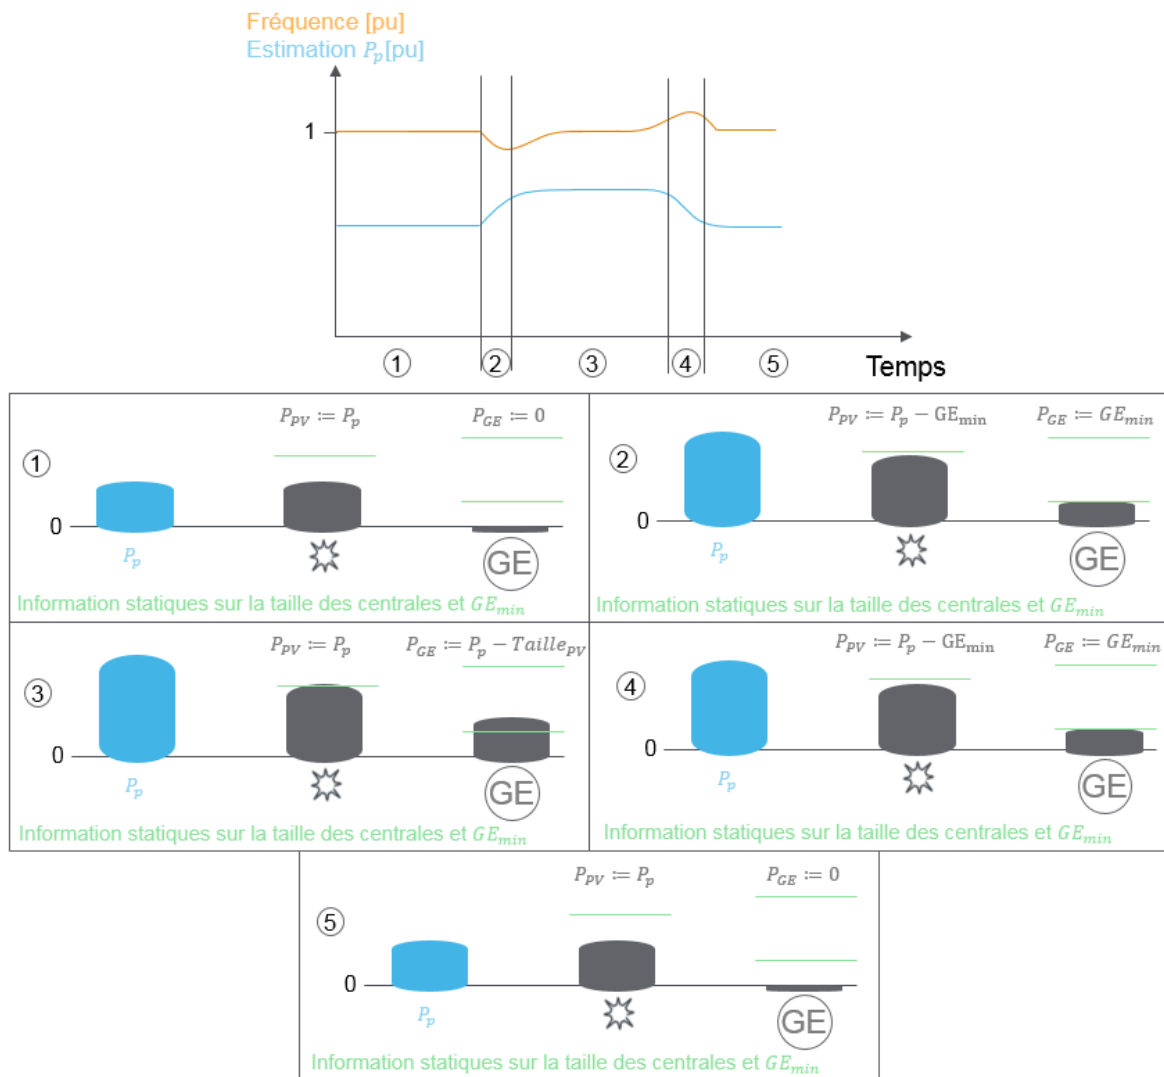 Fréquence [pu]
Estimation P_p[pu]
1
① ② ③ ④ ⑤ Temps
P_PV := P_p P_GE := 0
①
0
P_p GE
Information statiques sur la taille des centrales et GE_min
P_PV := P_p − GE_min P_GE := GE_min
②
0
P_p GE
Information statiques sur la taille des centrales et GE_min
P_PV := P_p P_GE := P_p − Taille_PV
③
0
P_p GE
Information statiques sur la taille des centrales et GE_min
P_PV := P_p − GE_min P_GE := GE_min
④
0
P_p GE
Information statiques sur la taille des centrales et GE_min
P_PV := P_p P_GE := 0
⑤
0
P_p GE
Information statiques sur la taille des centrales et GE_min